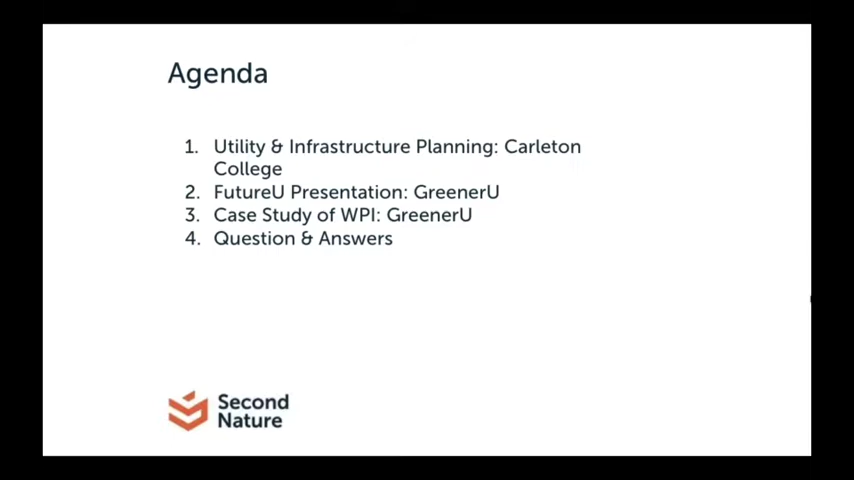 Agenda
1. Utility & Infrastructure Planning: Carleton
College
2. FutureU Presentation: GreenerU
3. Case Study of WPI: GreenerU
4. Question & Answers
Second
Nature